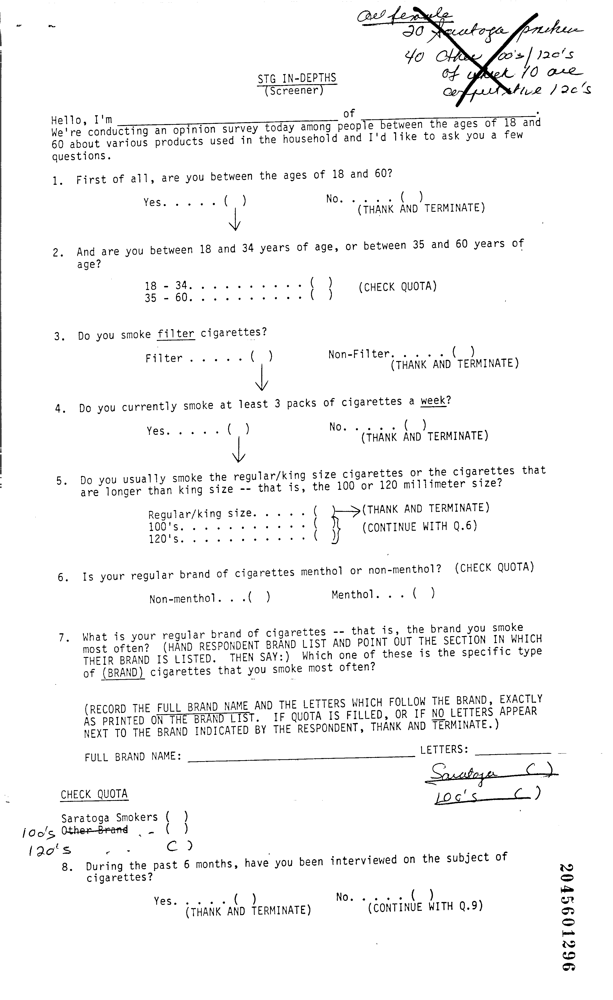 All female
20 Saratoga smokers
40 Other 100's/120's
of which 10 are
competitive 120's
STG IN-DEPTHS
(Screener)
Hello, I'm ____________________ of ____________________.
We're conducting an opinion survey today among people between the ages of 18 and
60 about various products used in the household and I'd like to ask you a few
questions.
1. First of all, are you between the ages of 18 and 60?
Yes. . . . . ( ) No. . . . . ( )
(THANK AND TERMINATE)
2. And are you between 18 and 34 years of age, or between 35 and 60 years of
age?
18 - 34. . . . . . . . . . ( ) (CHECK QUOTA)
35 - 60. . . . . . . . . . ( )
3. Do you smoke filter cigarettes?
Filter . . . . . ( ) Non-Filter. . . . . ( )
(THANK AND TERMINATE)
4. Do you currently smoke at least 3 packs of cigarettes a week?
Yes. . . . . ( ) No. . . . . ( )
(THANK AND TERMINATE)
5. Do you usually smoke the regular/king size cigarettes or the cigarettes that
are longer than king size -- that is, the 100 or 120 millimeter size?
Regular/king size. . . . . ( ) (THANK AND TERMINATE)
100's. . . . . . . . . . . ( ) (CONTINUE WITH Q.6)
120's. . . . . . . . . . . ( )
6. Is your regular brand of cigarettes menthol or non-menthol? (CHECK QUOTA)
Non-menthol. . .( ) Menthol. . . ( )
7. What is your regular brand of cigarettes -- that is, the brand you smoke
most often? (HAND RESPONDENT BRAND LIST AND POINT OUT THE SECTION IN WHICH
THEIR BRAND IS LISTED. THEN SAY:) Which one of these is the specific type
of (BRAND) cigarettes that you smoke most often?
(RECORD THE FULL BRAND NAME AND THE LETTERS WHICH FOLLOW THE BRAND, EXACTLY
AS PRINTED ON THE BRAND LIST. IF QUOTA IS FILLED, OR IF NO LETTERS APPEAR
NEXT TO THE BRAND INDICATED BY THE RESPONDENT, THANK AND TERMINATE.)
FULL BRAND NAME: ____________________ LETTERS: __________
Saratoga ( )
100's ( )
CHECK QUOTA
Saratoga Smokers ( )
100's Other Brand . . ( )
120's . . ( )
8. During the past 6 months, have you been interviewed on the subject of
cigarettes?
Yes. . . . . ( ) No. . . . . ( )
(THANK AND TERMINATE) (CONTINUE WITH Q.9)
2045601296